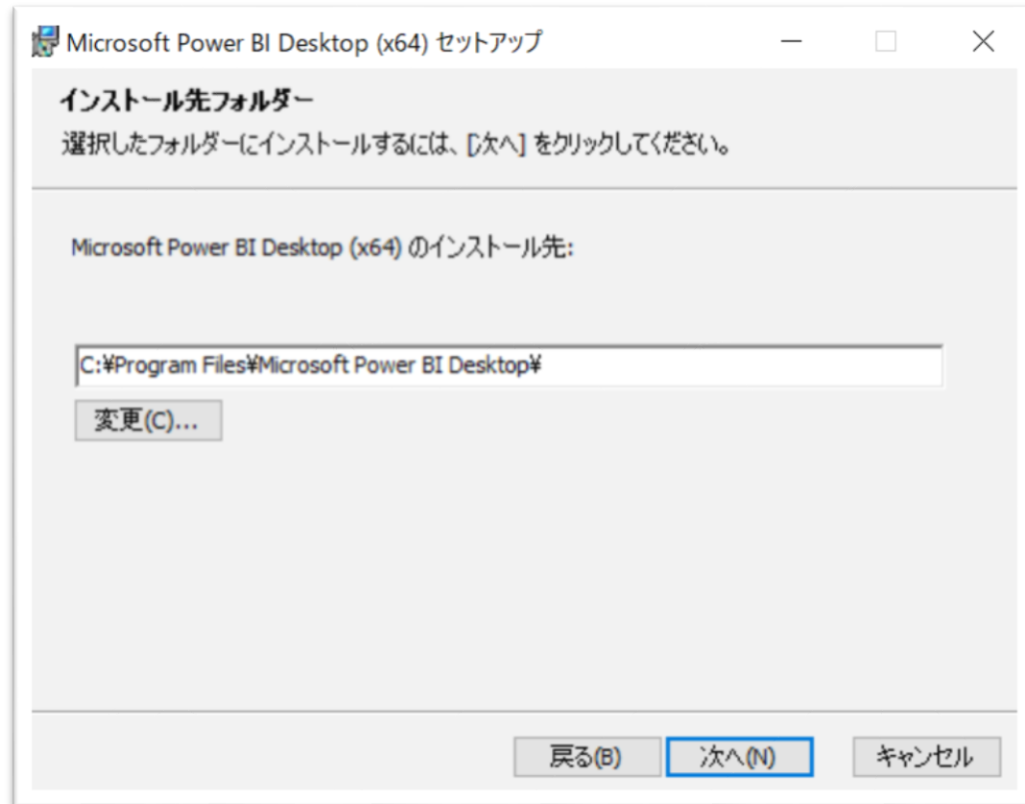 Microsoft Power BI Desktop (x64) セットアップ
インストール先フォルダー
選択したフォルダーにインストールするには、[次へ] をクリックしてください。
Microsoft Power BI Desktop (x64) のインストール先:
C:¥Program Files¥Microsoft Power BI Desktop¥
変更(C)...
戻る(B) 次へ(N) キャンセル